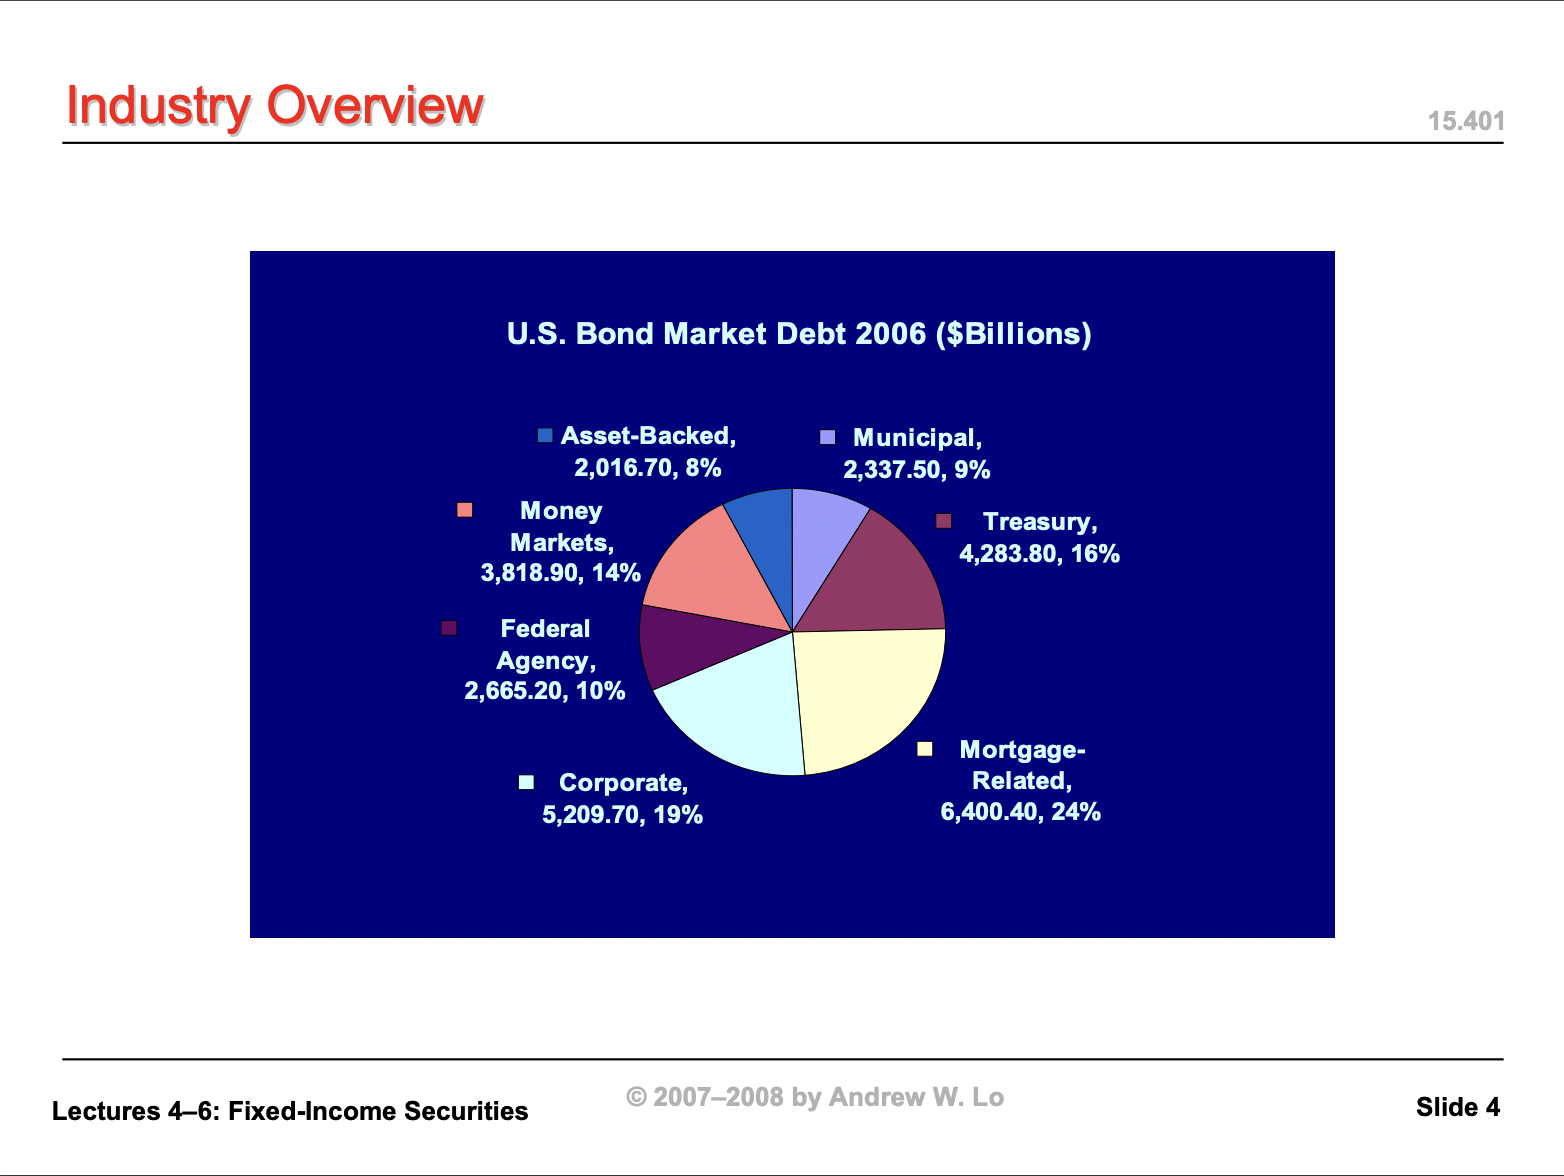 Industry Overview
15.401
U.S. Bond Market Debt 2006 ($Billions)
Asset-Backed,
2,016.70, 8%
Municipal,
2,337.50, 9%
Money
Markets,
3,818.90, 14%
Treasury,
4,283.80, 16%
Federal
Agency,
2,665.20, 10%
Mortgage-
Related,
6,400.40, 24%
Corporate,
5,209.70, 19%
Lectures 4–6: Fixed-Income Securities
© 2007–2008 by Andrew W. Lo
Slide 4